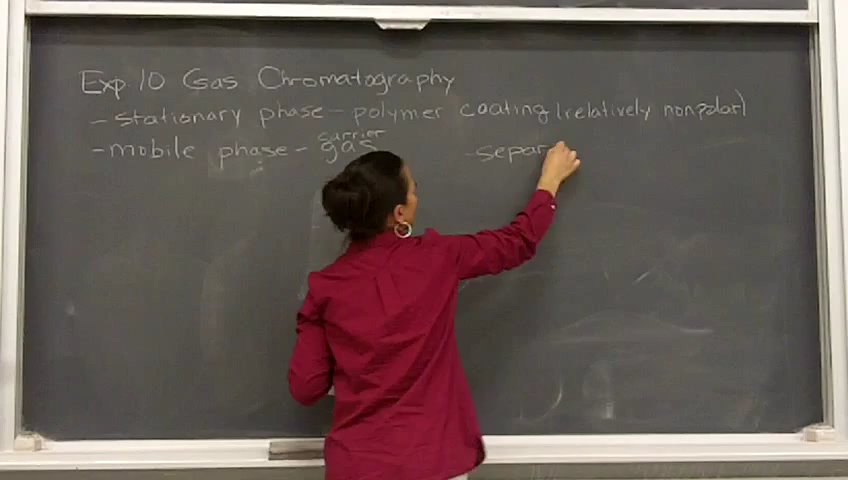 Exp. 10 Gas Chromatography
- stationary phase - polymer coating (relatively nonpolar)
- mobile phase - carrier gas
- separ